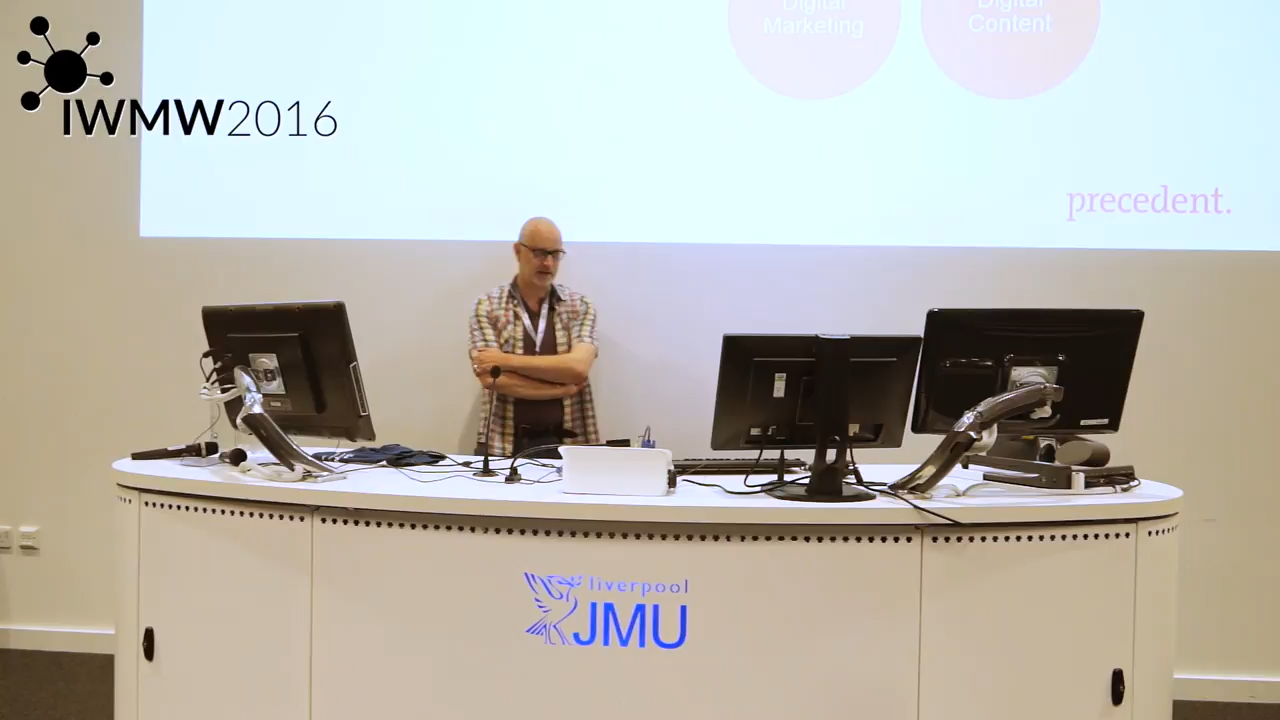 Digital
Marketing
Digital
Content
IWMW2016
precedent.
liverpool
JMU